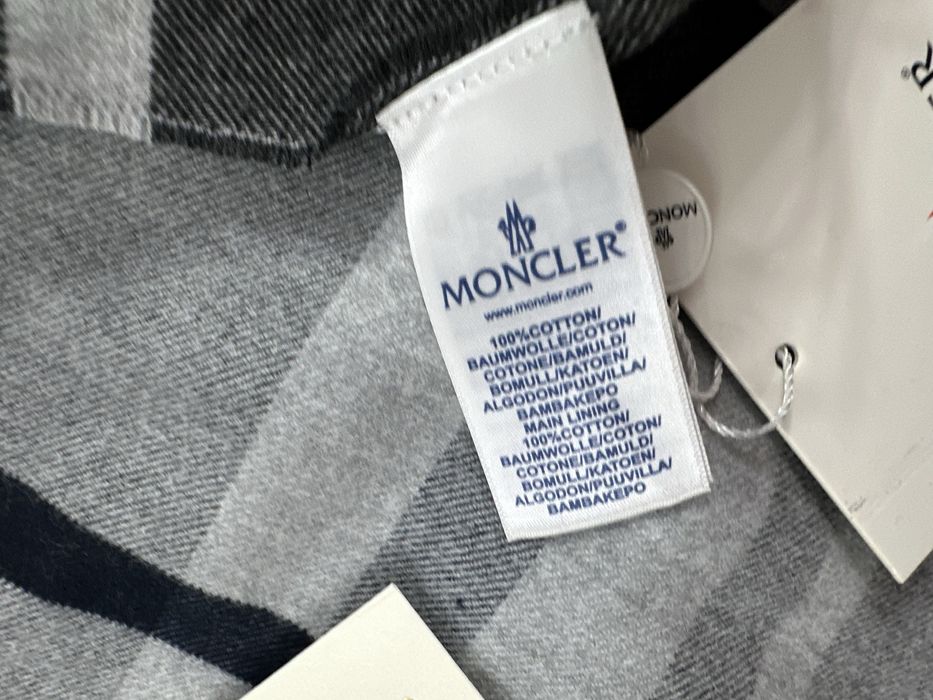 MONCLER®
www.moncler.com
100%COTTON/
BAUMWOLLE/COTON/
COTONE/BAMULD/
BOMULL/KATOEN/
ALGODON/PUUVILLA/
BAMBAKEPO
MAIN LINING
100%COTTON/
BAUMWOLLE/COTON/
COTONE/BAMULD/
BOMULL/KATOEN/
ALGODON/PUUVILLA/
BAMBAKEPO
MONC
R®